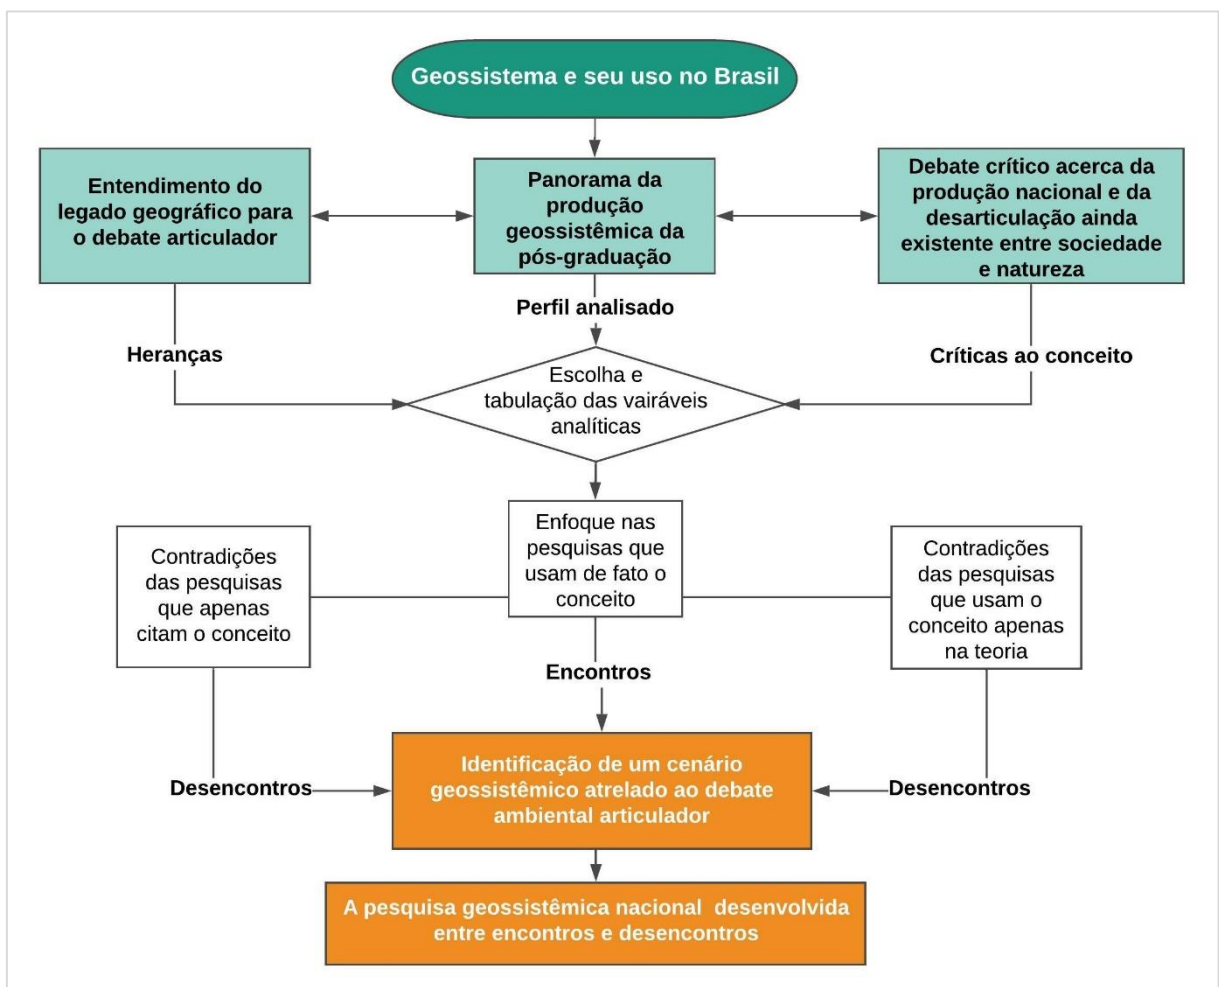 Geossistema e seu uso no Brasil
Entendimento do
legado geográfico para
o debate articulador
Panorama da
produção
geossistêmica da
pós-graduação
Debate crítico acerca da
produção nacional e da
desarticulação ainda
existente entre sociedade
e natureza
Heranças
Perfil analisado
Críticas ao conceito
Escolha e
tabulação das vairáveis
analíticas
Contradições
das pesquisas
que apenas
citam o conceito
Enfoque nas
pesquisas que
usam de fato o
conceito
Contradições
das pesquisas
que usam o
conceito apenas
na teoria
Encontros
Desencontros
Desencontros
Identificação de um cenário
geossistêmico atrelado ao debate
ambiental articulador
A pesquisa geossistêmica nacional desenvolvida
entre encontros e desencontros